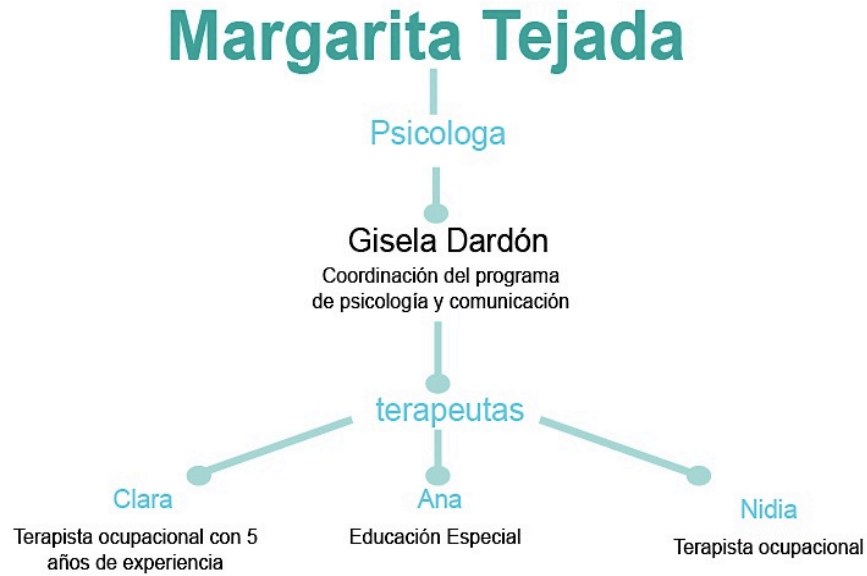 Margarita Tejada
Psicologa
Gisela Dardón
Coordinación del programa
de psicología y comunicación
terapeutas
Clara
Terapista ocupacional con 5
años de experiencia
Ana
Educación Especial
Nidia
Terapista ocupacional